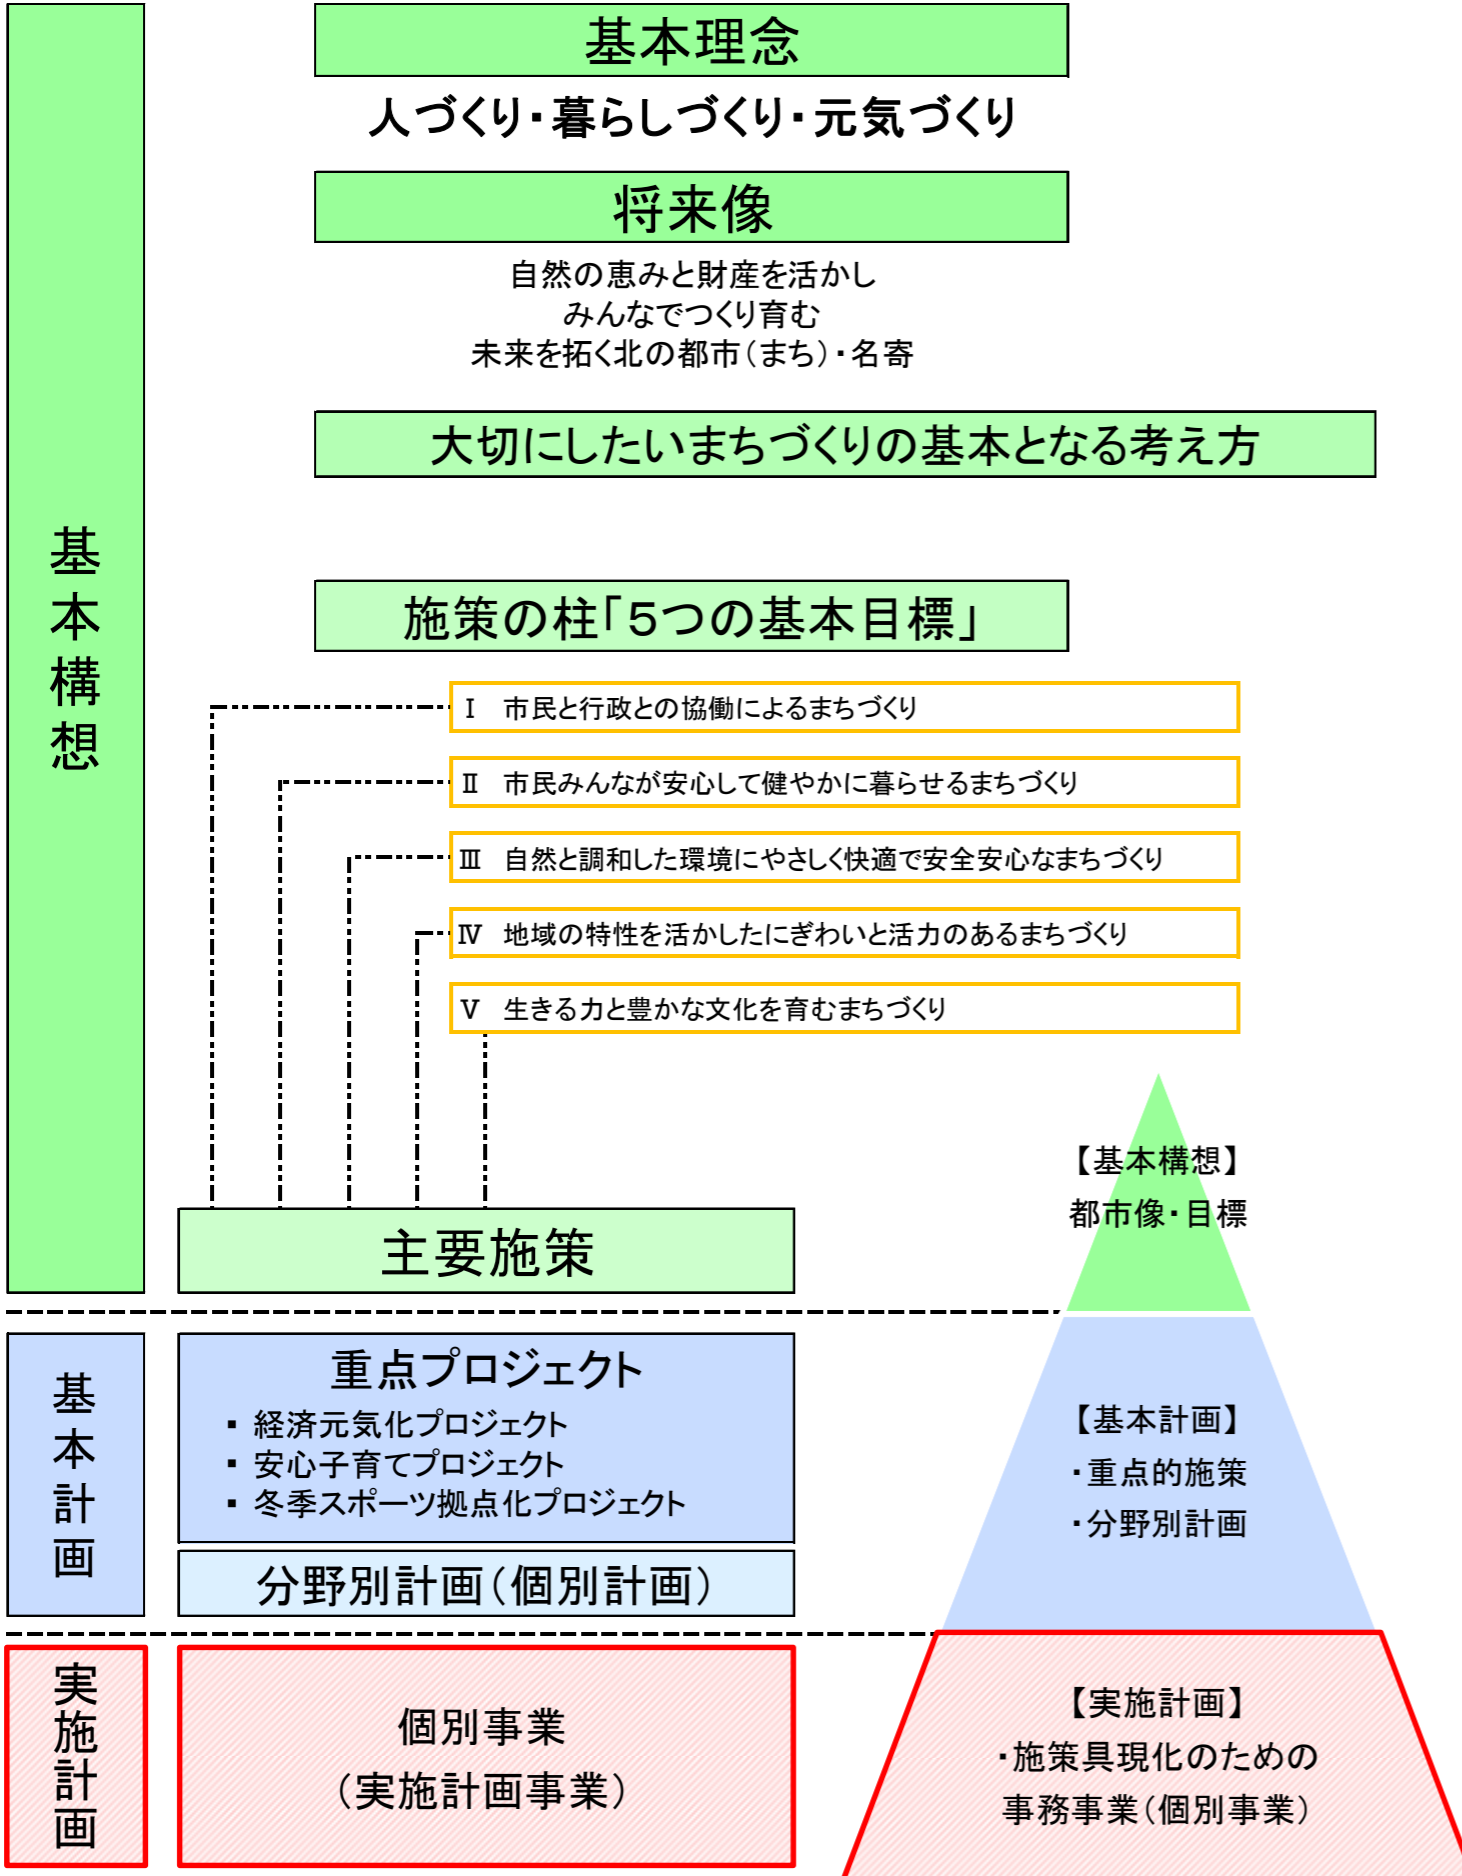 基本構想
基本理念
人づくり・暮らしづくり・元気づくり
将来像
自然の恵みと財産を活かし
みんなでつくり育む
未来を拓く北の都市（まち）・名寄
大切にしたいまちづくりの基本となる考え方
施策の柱「５つの基本目標」
Ⅰ　市民と行政との協働によるまちづくり
Ⅱ　市民みんなが安心して健やかに暮らせるまちづくり
Ⅲ　自然と調和した環境にやさしく快適で安全安心なまちづくり
Ⅳ　地域の特性を活かしたにぎわいと活力のあるまちづくり
Ⅴ　生きる力と豊かな文化を育むまちづくり
主要施策
【基本構想】
都市像・目標
基本計画
重点プロジェクト
▪ 経済元気化プロジェクト
▪ 安心子育てプロジェクト
▪ 冬季スポーツ拠点化プロジェクト
分野別計画（個別計画）
【基本計画】
・重点的施策
・分野別計画
実施計画
個別事業
（実施計画事業）
【実施計画】
・施策具現化のための
事務事業（個別事業）